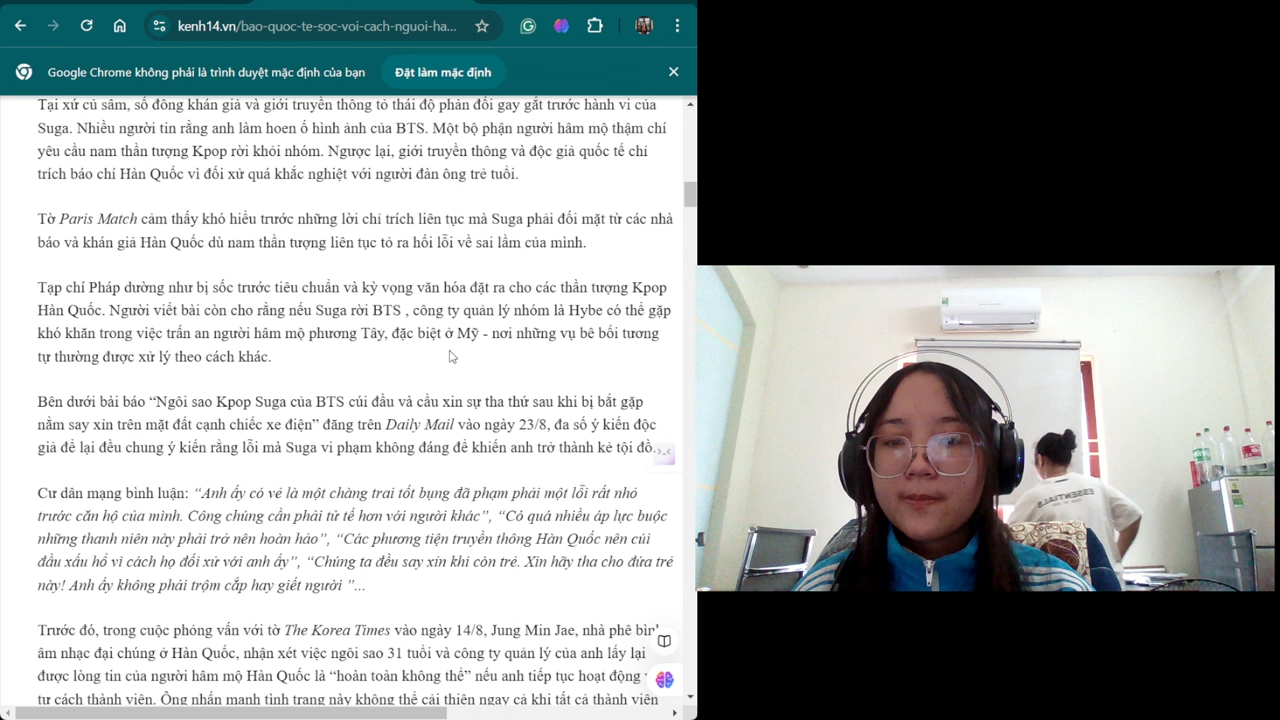 kenh14.vn/bao-quoc-te-soc-voi-cach-nguoi-ha...
Google Chrome không phải là trình duyệt mặc định của bạn
Đặt làm mặc định
Tại xứ củ sâm, số đông khán giả và giới truyền thông tỏ thái độ phản đối gay gắt trước hành vi của
Suga. Nhiều người tin rằng anh làm hoen ố hình ảnh của BTS. Một bộ phận người hâm mộ thậm chí
yêu cầu nam thần tượng Kpop rời khỏi nhóm. Ngược lại, giới truyền thông và độc giả quốc tế chỉ
trích báo chí Hàn Quốc vì đối xử quá khắc nghiệt với người đàn ông trẻ tuổi.
Tờ Paris Match cảm thấy khó hiểu trước những lời chỉ trích liên tục mà Suga phải đối mặt từ các nhà
báo và khán giả Hàn Quốc dù nam thần tượng liên tục tỏ ra hối lỗi về sai lầm của mình.
Tạp chí Pháp dường như bị sốc trước tiêu chuẩn và kỳ vọng văn hóa đặt ra cho các thần tượng Kpop
Hàn Quốc. Người viết bài còn cho rằng nếu Suga rời BTS , công ty quản lý nhóm là Hybe có thể gặp
khó khăn trong việc trấn an người hâm mộ phương Tây, đặc biệt ở Mỹ - nơi những vụ bê bối tương
tự thường được xử lý theo cách khác.
Bên dưới bài báo “Ngôi sao Kpop Suga của BTS cúi đầu và cầu xin sự tha thứ sau khi bị bắt gặp
nằm say xỉn trên mặt đất cạnh chiếc xe điện” đăng trên Daily Mail vào ngày 23/8, đa số ý kiến độc
giả để lại đều chung ý kiến rằng lỗi mà Suga vi phạm không đáng để khiến anh trở thành kẻ tội đồ.
Cư dân mạng bình luận: “Anh ấy có vẻ là một chàng trai tốt bụng đã phạm phải một lỗi rất nhỏ
trước căn hộ của mình. Công chúng cần phải tử tế hơn với người khác”, “Có quá nhiều áp lực buộc
những thanh niên này phải trở nên hoàn hảo”, “Các phương tiện truyền thông Hàn Quốc nên cúi
đầu xấu hổ vì cách họ đối xử với anh ấy”, “Chúng ta đều say xỉn khi còn trẻ. Xin hãy tha cho đứa trẻ
này! Anh ấy không phải trộm cắp hay giết người ”...
Trước đó, trong cuộc phỏng vấn với tờ The Korea Times vào ngày 14/8, Jung Min Jae, nhà phê bình
âm nhạc đại chúng ở Hàn Quốc, nhận xét việc ngôi sao 31 tuổi và công ty quản lý của anh lấy lại
được lòng tin của người hâm mộ Hàn Quốc là “hoàn toàn không thể” nếu anh tiếp tục hoạt động
tư cách thành viên. Ông nhấn mạnh tình trạng này không thể cải thiện ngay cả khi tất cả thành viên
ESSENTIALS